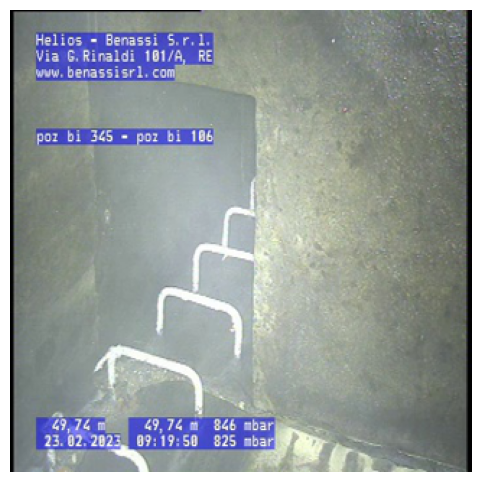 Helios - Benassi S.r.l.
Via G.Rinaldi 101/A, RE
www.benassisrl.com
poz bi 345 - poz bi 106
49,74 m 49,74 m 846 mbar
23.02.2023 09:19:50 825 mbar